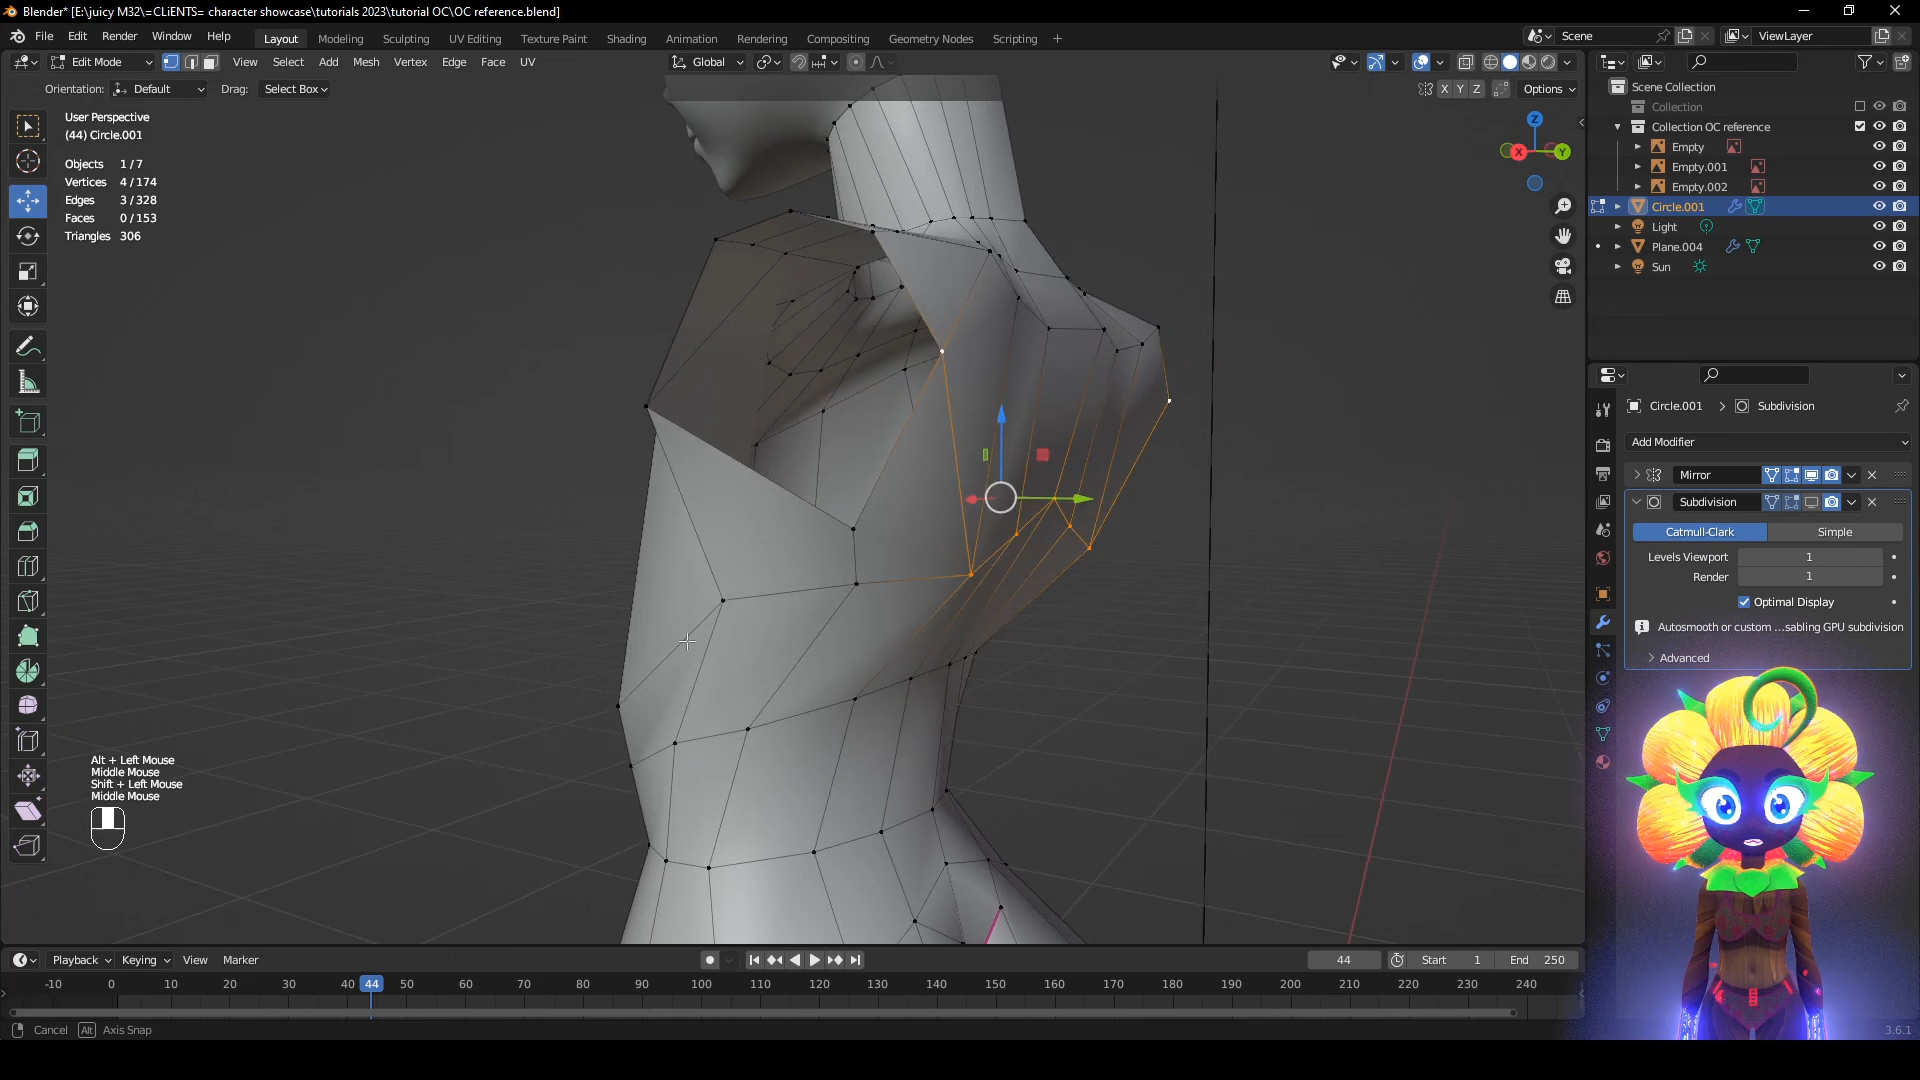 Blender* [E:\juicy M32\=CLiENTS= character showcase\tutorials 2023\tutorial OC\OC reference.blend]
File Edit Render Window Help Layout Modeling Sculpting UV Editing Texture Paint Shading Animation Rendering Compositing Geometry Nodes Scripting + Scene ViewLayer
Edit Mode View Select Add Mesh Vertex Edge Face UV Global
Orientation: Default Drag: Select Box X Y Z Options
User Perspective
(44) Circle.001
Objects 1/7
Vertices 4/174
Edges 3/328
Faces 0/153
Triangles 306
Z
X
Y
Scene Collection
Collection
Collection OC reference
Empty
Empty.001
Empty.002
Circle.001
Light
Plane.004
Sun
Circle.001 Subdivision
Add Modifier
Mirror
Subdivision
Catmull-Clark Simple
Levels Viewport 1
Render 1
Optimal Display
Autosmooth or custom ...sabling GPU subdivision
Advanced
Alt + Left Mouse
Middle Mouse
Shift + Left Mouse
Middle Mouse
Playback Keying View Marker 44 Start 1 End 250
-10 0 10 20 30 40 44 50 60 70 80 90 100 110 120 130 140 150 160 170 180 190 200 210 220 230 240
Cancel Alt Axis Snap
3.6.1